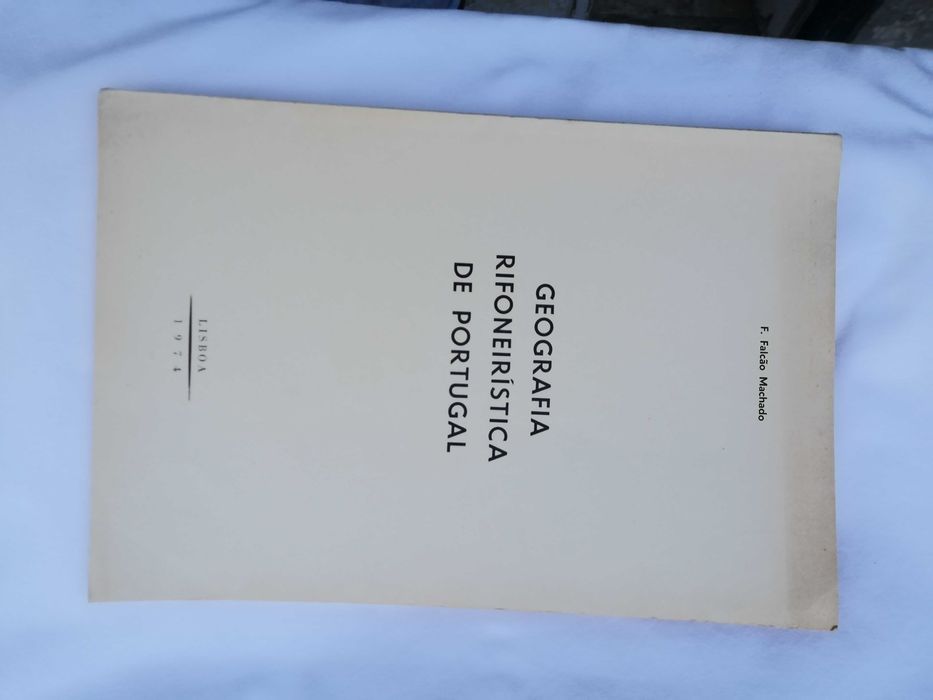 F. Falcão Machado
GEOGRAFIA
RIFONEIRÍSTICA
DE PORTUGAL
LISBOA
1974